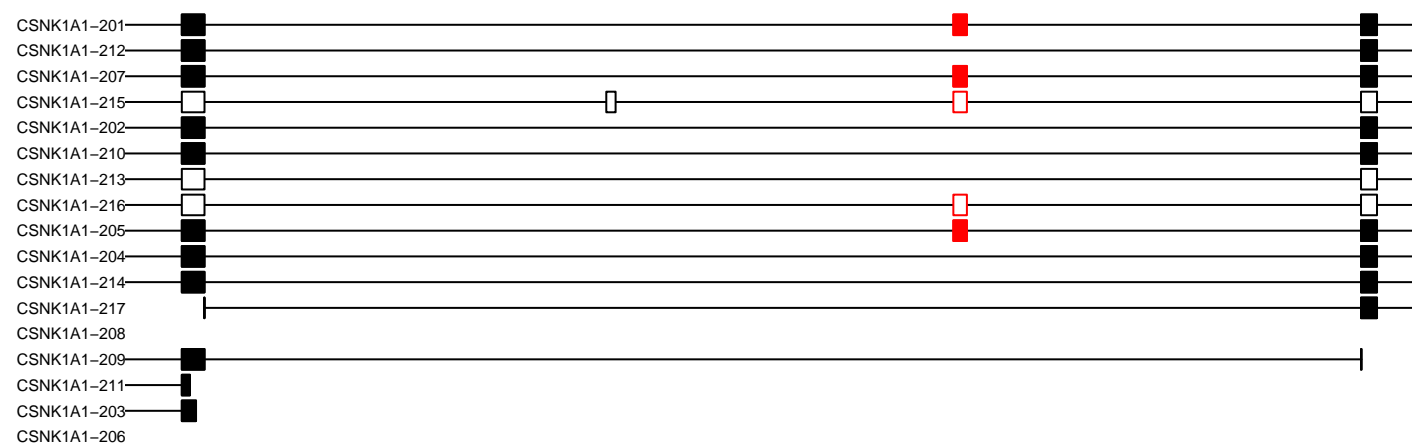 CSNK1A1−201
CSNK1A1−212
CSNK1A1−207
CSNK1A1−215
CSNK1A1−202
CSNK1A1−210
CSNK1A1−213
CSNK1A1−216
CSNK1A1−205
CSNK1A1−204
CSNK1A1−214
CSNK1A1−217
CSNK1A1−208
CSNK1A1−209
CSNK1A1−211
CSNK1A1−203
CSNK1A1−206